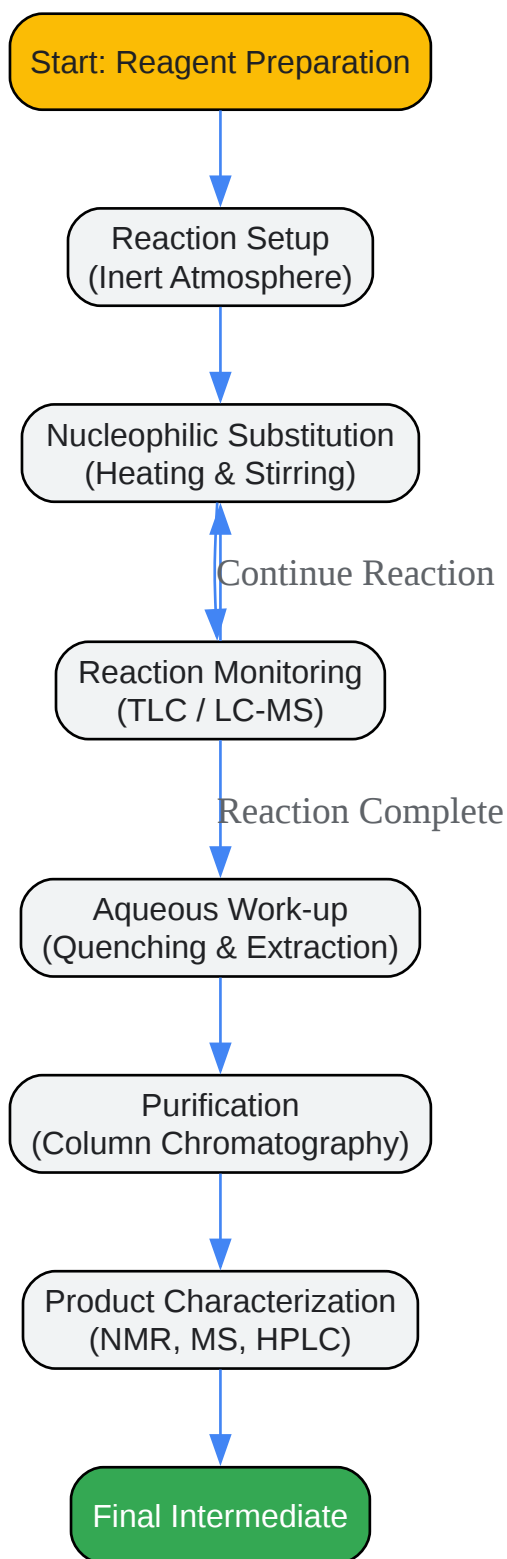 Start: Reagent Preparation
Reaction Setup
(Inert Atmosphere)
Nucleophilic Substitution
(Heating & Stirring)
Continue Reaction
Reaction Monitoring
(TLC / LC-MS)
Reaction Complete
Aqueous Work-up
(Quenching & Extraction)
Purification
(Column Chromatography)
Product Characterization
(NMR, MS, HPLC)
Final Intermediate